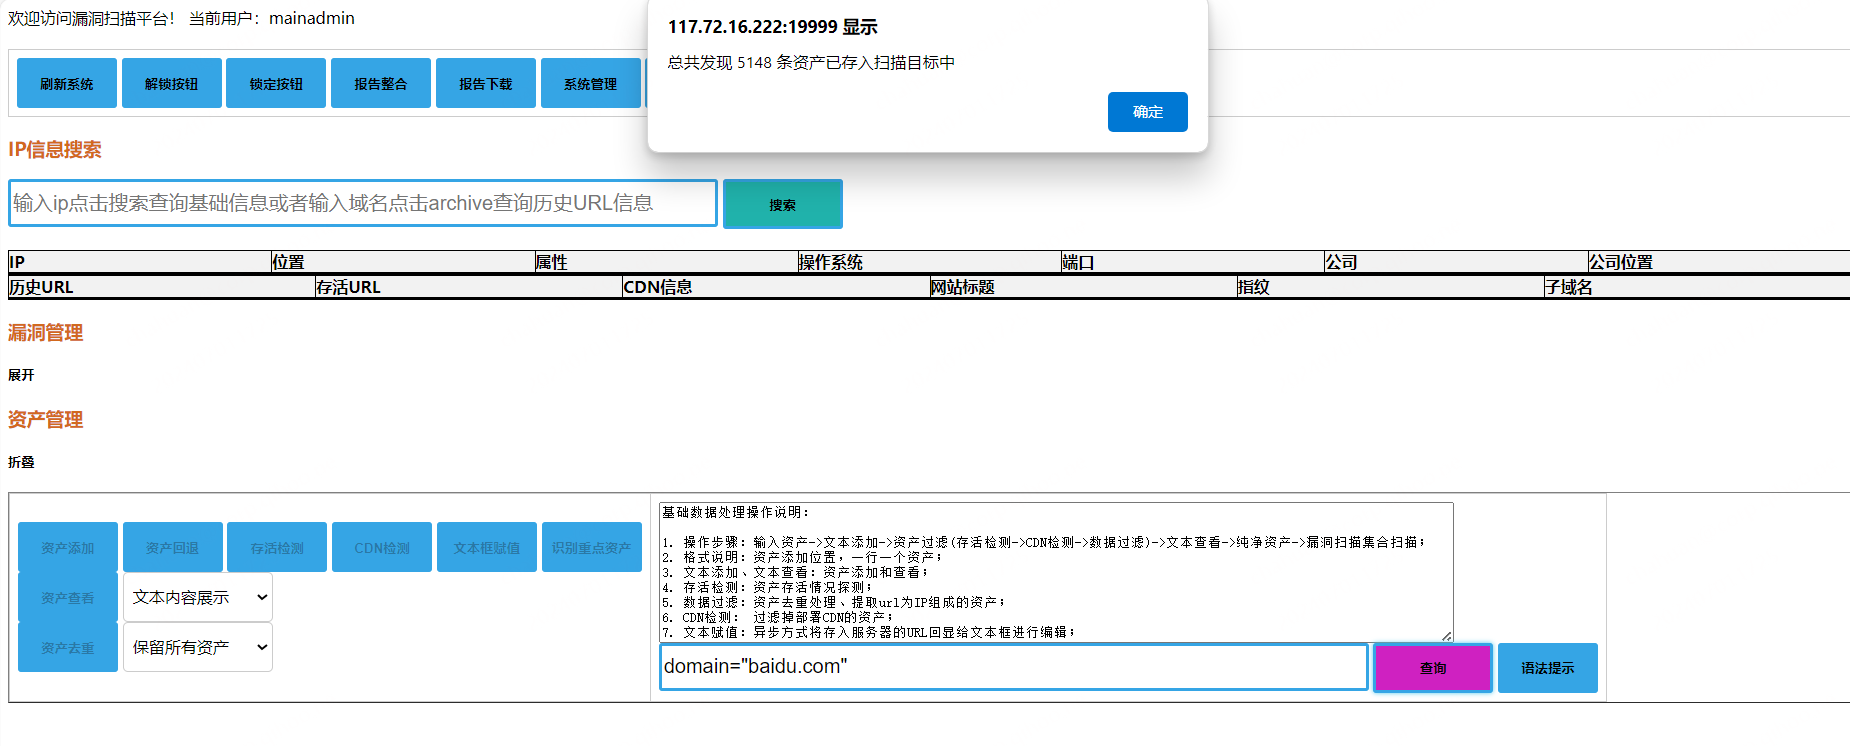 欢迎访问漏洞扫描平台! 当前用户：mainadmin
117.72.16.222:19999 显示
总共发现 5148 条资产已存入扫描目标中
确定
刷新系统 解锁按钮 锁定按钮 报告整合 报告下载 系统管理
IP信息搜索
输入ip点击搜索查询基础信息或者输入域名点击archive查询历史URL信息 搜索
IP 位置 属性 操作系统 端口 公司 公司位置
历史URL 存活URL CDN信息 网站标题 指纹 子域名
漏洞管理
展开
资产管理
折叠
资产添加 资产回退 存活检测 CDN检测 文本框赋值 识别重点资产
资产查看 文本内容展示
资产去重 保留所有资产
基础数据处理操作说明：
1. 操作步骤：输入资产->文本添加->资产过滤(存活检测->CDN检测->数据过滤)->文本查看->纯净资产->漏洞扫描集合扫描；
2. 格式说明：资产添加位置，一行一个资产；
3. 文本添加、文本查看：资产添加和查看；
4. 存活检测：资产存活情况探测；
5. 数据过滤：资产去重处理、提取url为IP组成的资产；
6. CDN检测： 过滤掉部署CDN的资产；
7. 文本赋值：异步方式将存入服务器的URL回显给文本框进行编辑；
domain="baidu.com" 查询 语法提示